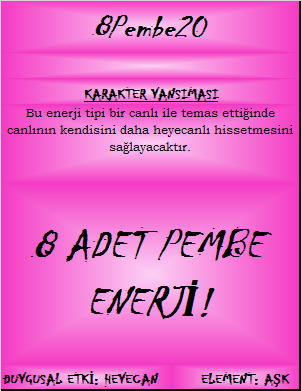 8Pembe20
KARAKTER YANSIMASI
Bu enerji tipi bir canlı ile temas ettiğinde
canlının kendisini daha heyecanlı hissetmesini
sağlayacaktır.
8 ADET PEMBE
ENERJİ!
DUYGUSAL ETKİ: HEYECAN ELEMENT: AŞK